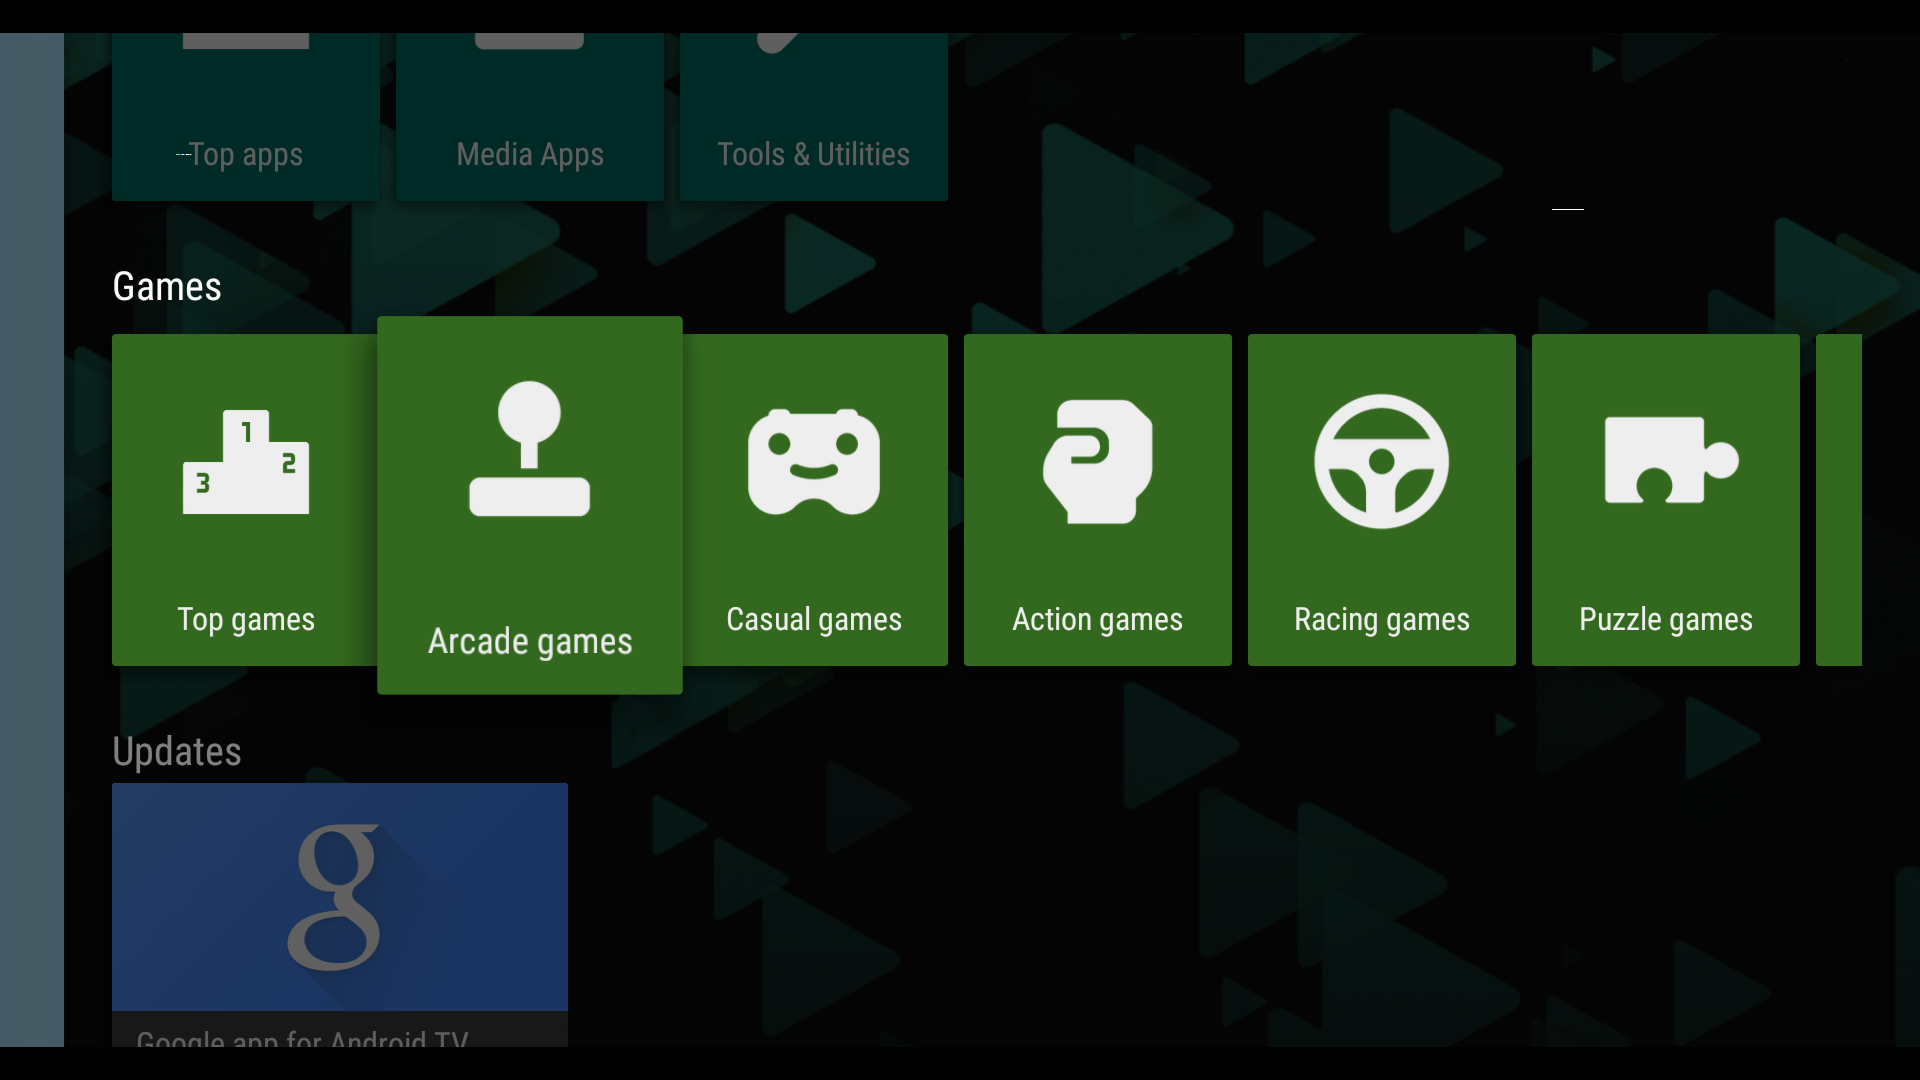 Top apps
Media Apps
Tools & Utilities
Games
1
2
3
Top games
Arcade games
Casual games
Action games
Racing games
Puzzle games
Updates
g
Google app for Android TV